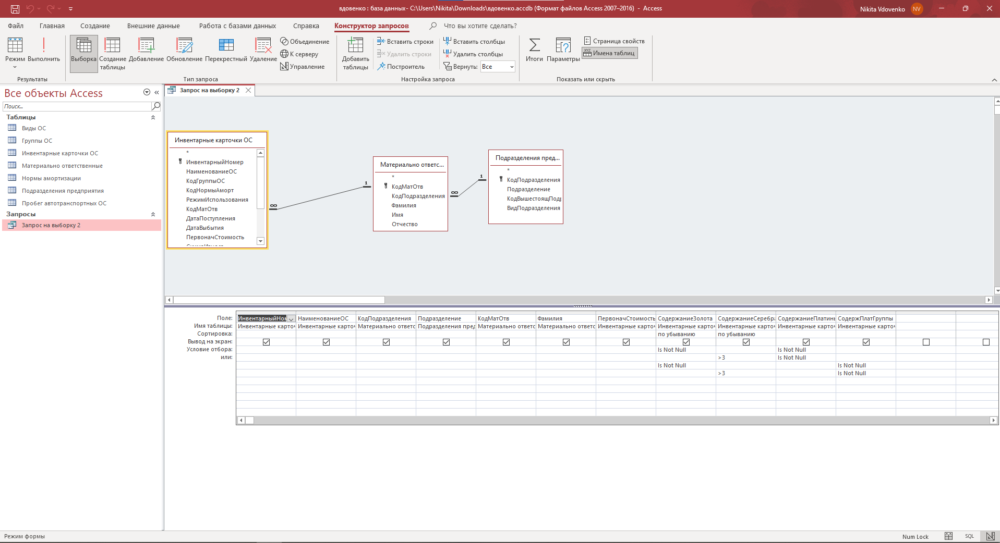 вдовенко : база данных- C:\Users\Nikita\Downloads\вдовенко.accdb (Формат файлов Access 2007–2016) - Access
Nikita Vdovenko
NV
Файл
Главная
Создание
Внешние данные
Работа с базами данных
Справка
Конструктор запросов
Что вы хотите сделать?
Режим
Выполнить
Результаты
Выборка
Создание таблицы
Добавление
Обновление
Перекрестный
Удаление
Объединение
К серверу
Управление
Тип запроса
Добавить таблицы
Вставить строки
Удалить строки
Построитель
Вставить столбцы
Удалить столбцы
Вернуть: Все
Настройка запроса
Итоги
Параметры
Страница свойств
Имена таблиц
Показать или скрыть
Все объекты Access
Поиск...
Таблицы
Виды ОС
Группы ОС
Инвентарные карточки ОС
Материально ответственные
Нормы амортизации
Подразделения предприятия
Пробег автотранспортных ОС
Запросы
Запрос на выборку 2
Запрос на выборку 2
Инвентарные карточки ОС
*
ИнвентарныйНомер
НаименованиеОС
КодГруппыОС
КодНормыАморт
РежимИспользования
КодМатОтв
ДатаПоступления
ДатаВыбытия
ПервоначСтоимость
∞
1
Материально ответс...
*
КодМатОтв
КодПодразделения
Фамилия
Имя
Отчество
∞
1
Подразделения пред...
*
КодПодразделения
Подразделение
КодВышестоящПодр
ВидПодразделения
Поле: ИнвентарныйНом НаименованиеОС КодПодразделения Подразделение КодМатОтв Фамилия ПервоначСтоимость СодержаниеЗолота СодержаниеСеребра СодержаниеПлатины СодержПлатГруппы
Имя таблицы: Инвентарные карточ Инвентарные карточ Материально ответс Подразделения пред Материально ответс Материально ответс Инвентарные карточ Инвентарные карточ Инвентарные карточ Инвентарные карточ Инвентарные карточ
Сортировка: по убыванию по убыванию
Вывод на экран:
Условие отбора: Is Not Null Is Not Null
или: >3 Is Not Null
Is Not Null Is Not Null
>3 Is Not Null
Режим формы
Num Lock
SQL